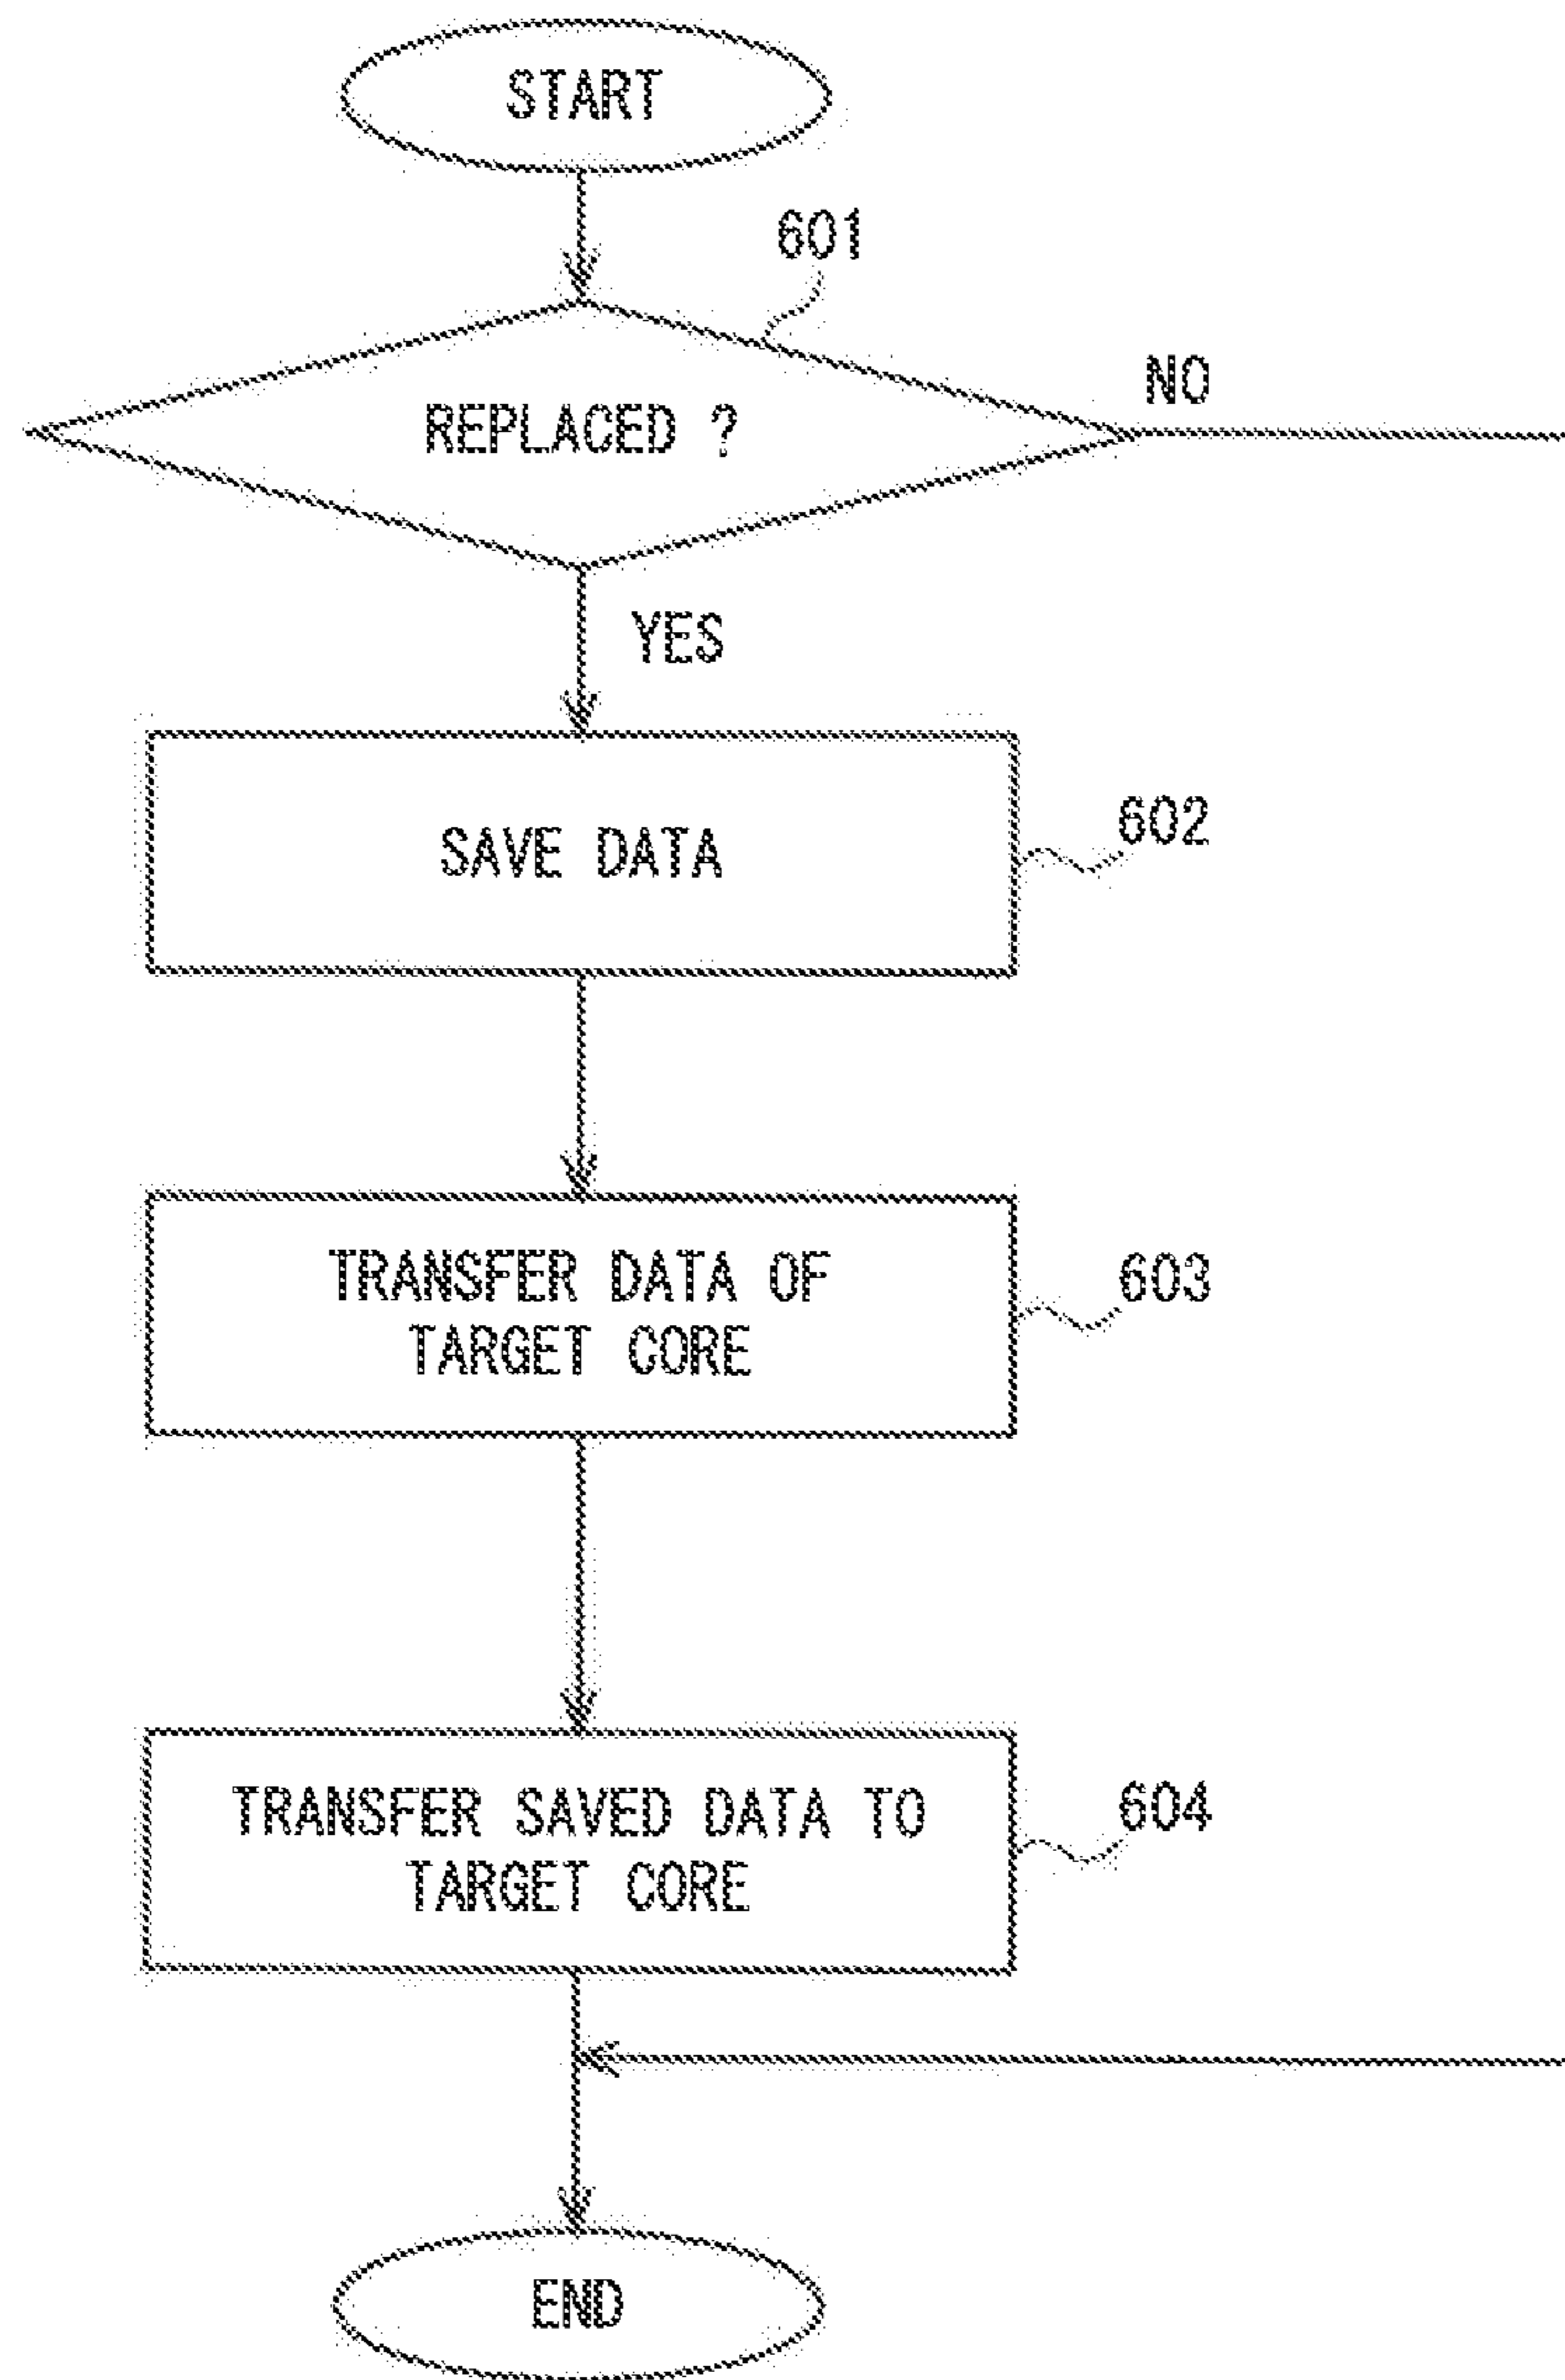 START
601
REPLACED ?
NO
YES
SAVE DATA
602
TRANSFER DATA OF
TARGET CORE
603
TRANSFER SAVED DATA TO
TARGET CORE
604
END